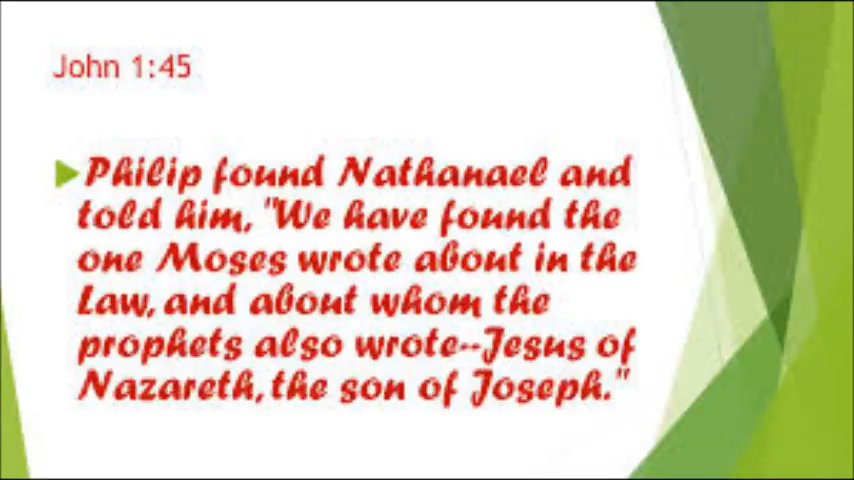 John 1:45
Philip found Nathanael and
told him, "We have found the
one Moses wrote about in the
Law, and about whom the
prophets also wrote--Jesus of
Nazareth, the son of Joseph."